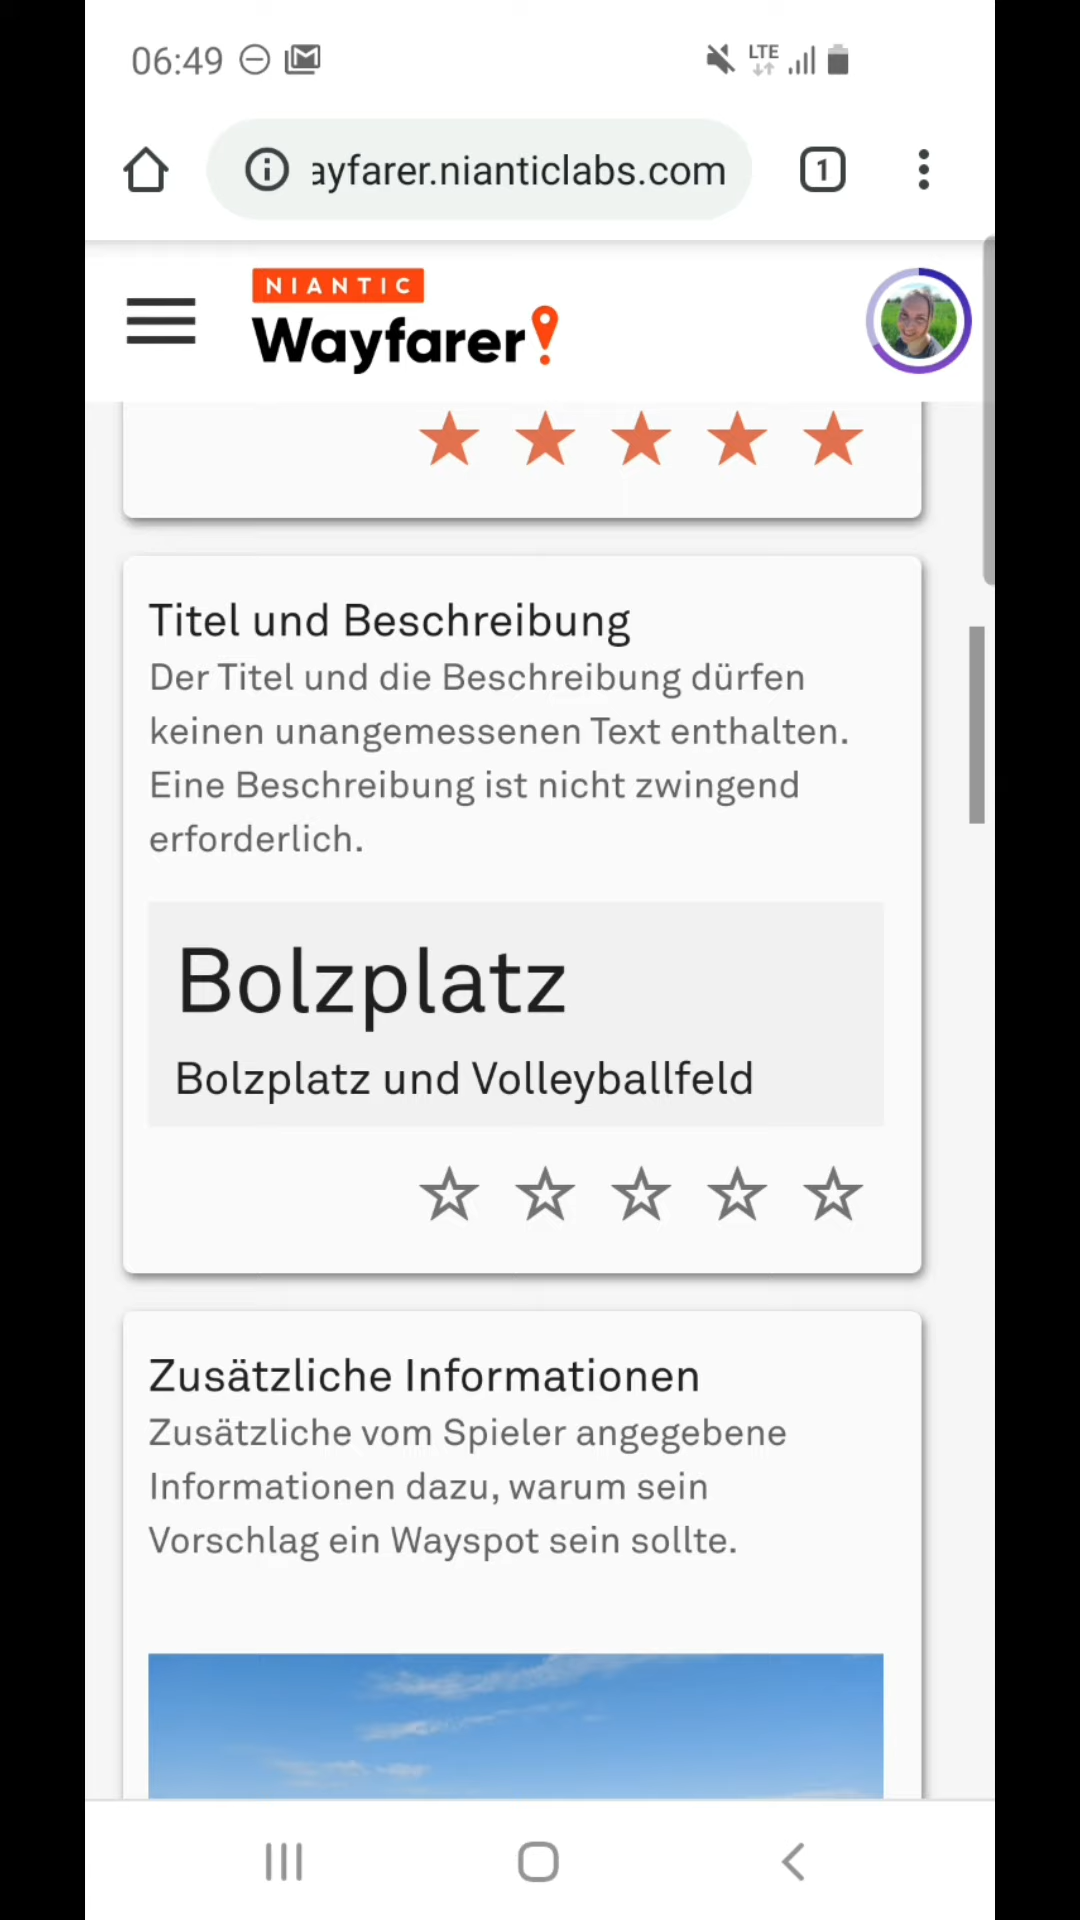 06:49
LTE
ayfarer.nianticlabs.com
1
NIANTIC
Wayfarer
Titel und Beschreibung
Der Titel und die Beschreibung dürfen
keinen unangemessenen Text enthalten.
Eine Beschreibung ist nicht zwingend
erforderlich.
Bolzplatz
Bolzplatz und Volleyballfeld
Zusätzliche Informationen
Zusätzliche vom Spieler angegebene
Informationen dazu, warum sein
Vorschlag ein Wayspot sein sollte.